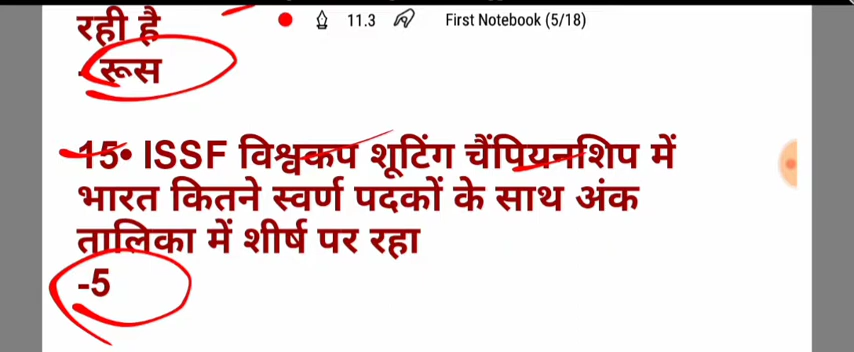 रही है
11.3 First Notebook (5/18)
- रूस
15• ISSF विश्वकप शूटिंग चैंपियनशिप में
भारत कितने स्वर्ण पदकों के साथ अंक
तालिका में शीर्ष पर रहा
-5